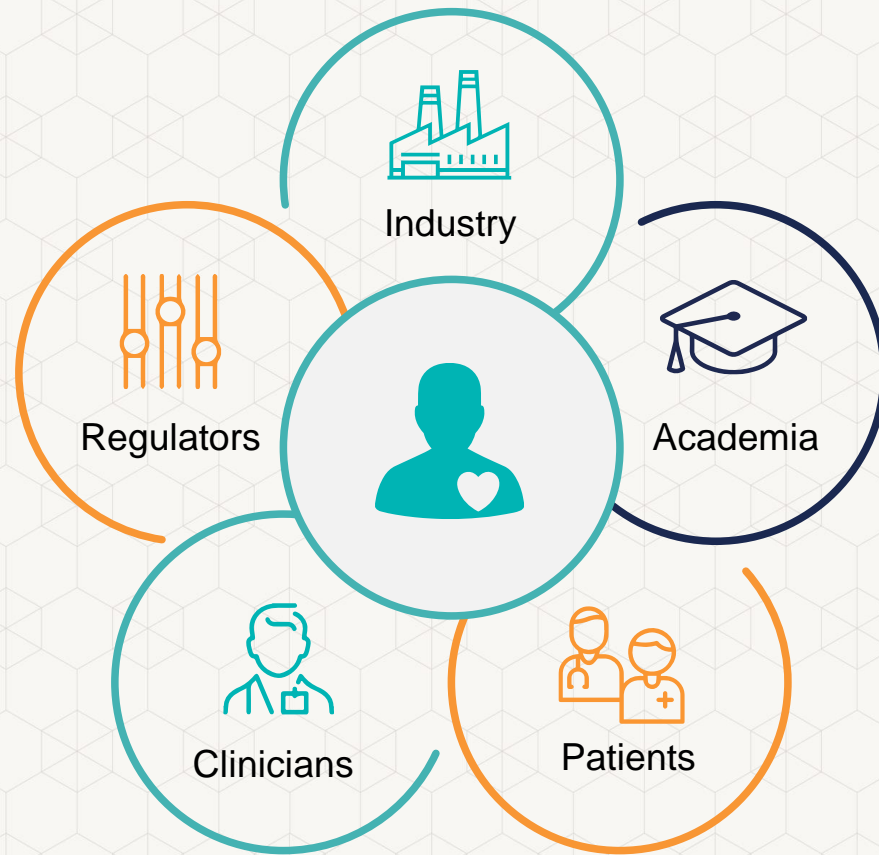 Industry
Regulators
Academia
Clinicians
Patients